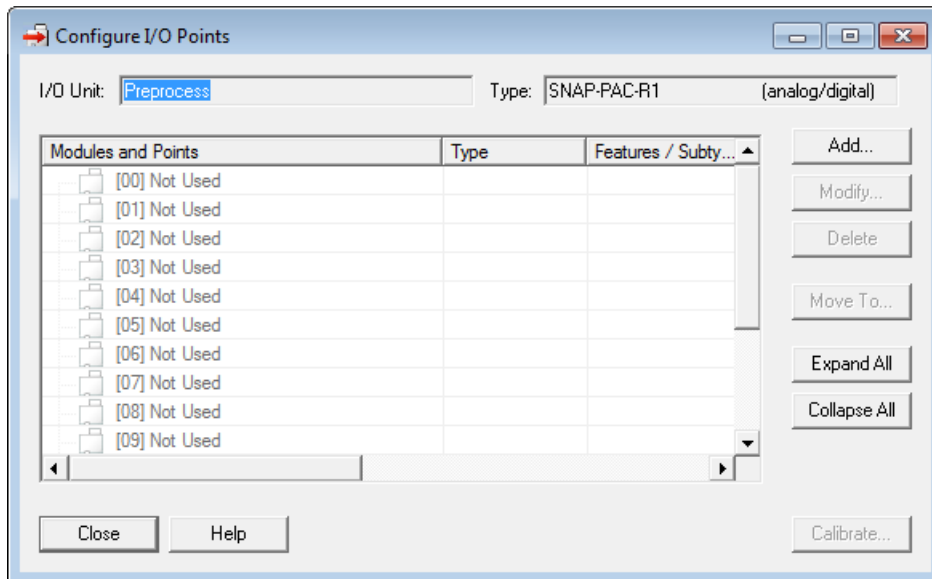 Configure I/O Points
I/O Unit: Preprocess Type: SNAP-PAC-R1 (analog/digital)
Modules and Points Type Features / Subty...
[00] Not Used
[01] Not Used
[02] Not Used
[03] Not Used
[04] Not Used
[05] Not Used
[06] Not Used
[07] Not Used
[08] Not Used
[09] Not Used
Add...
Modify...
Delete
Move To...
Expand All
Collapse All
Close Help Calibrate...